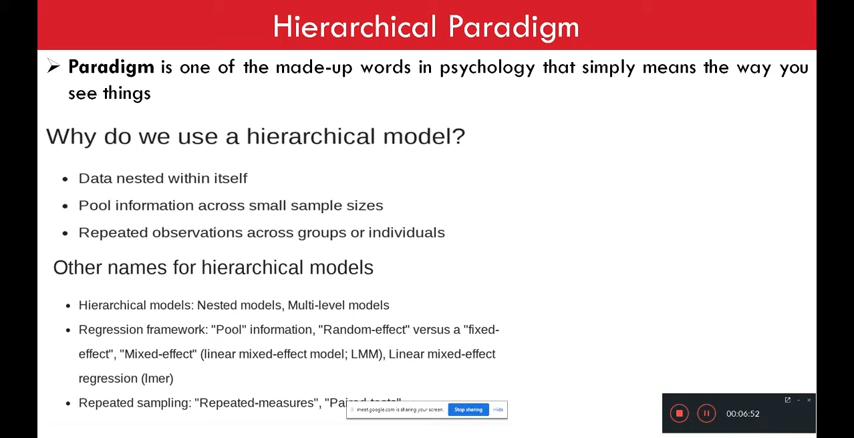 Hierarchical Paradigm
Paradigm is one of the made-up words in psychology that simply means the way you
see things
Why do we use a hierarchical model?
Data nested within itself
Pool information across small sample sizes
Repeated observations across groups or individuals
Other names for hierarchical models
Hierarchical models: Nested models, Multi-level models
Regression framework: "Pool" information, "Random-effect" versus a "fixed-
effect", "Mixed-effect" (linear mixed-effect model; LMM), Linear mixed-effect
regression (lmer)
Repeated sampling: "Repeated-measures",
meet.google.com is sharing your screen. Stop sharing Hide
00:06:52